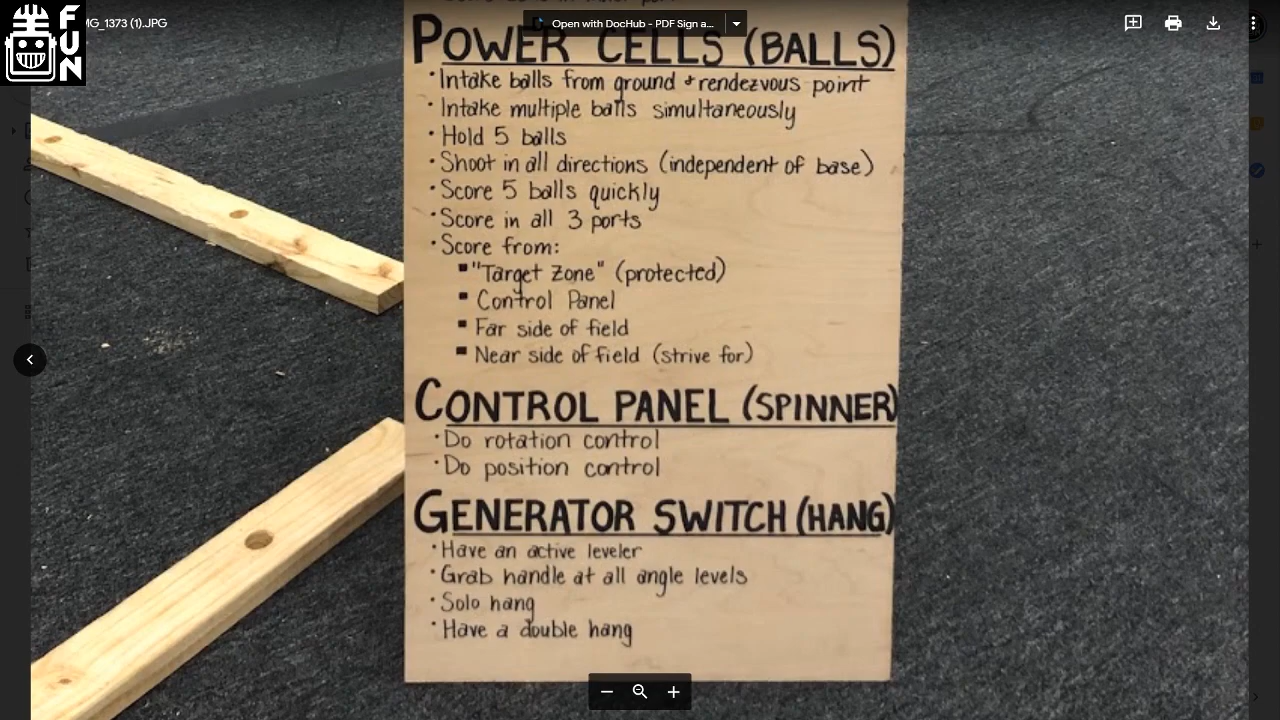 MG_1373 (1).JPG
FUN
Open with DocHub - PDF Sign a...
POWER CELLS (BALLS)
• Intake balls from ground & rendezvous point
• Intake multiple balls simultaneously
• Hold 5 balls
• Shoot in all directions (independent of base)
• Score 5 balls quickly
• Score in all 3 ports
• Score from:
▪ "Target Zone" (protected)
▪ Control Panel
▪ Far side of field
▪ Near side of field (strive for)
CONTROL PANEL (SPINNER)
• Do rotation control
• Do position control
GENERATOR SWITCH (HANG)
• Have an active leveler
• Grab handle at all angle levels
• Solo hang
• Have a double hang